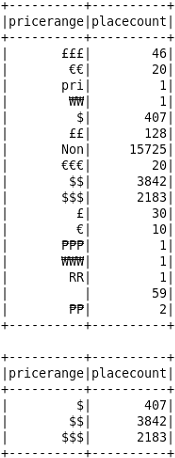 +----------+----------+
|pricerange|placecount|
+----------+----------+
|       £££|        46|
|        €€|        20|
|       pri|         1|
|        ₩₩|         1|
|         $|       407|
|        ££|       128|
|       Non|     15725|
|       €€€|        20|
|        $$|      3842|
|       $$$|      2183|
|         £|        30|
|         €|        10|
|       ₱₱₱|         1|
|       ₩₩₩|         1|
|        RR|         1|
|          |        59|
|        ₱₱|         2|
+----------+----------+
+----------+----------+
|pricerange|placecount|
+----------+----------+
|         $|       407|
|        $$|      3842|
|       $$$|      2183|
+----------+----------+